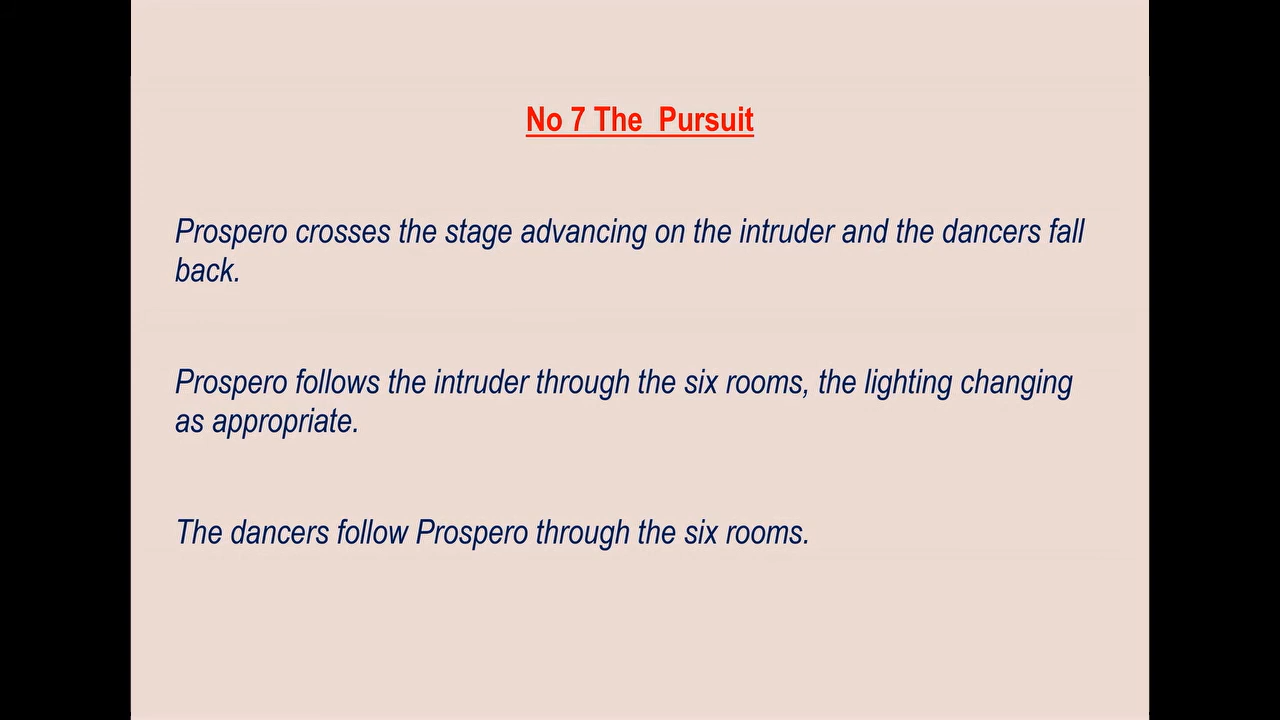 No 7 The  Pursuit
Prospero crosses the stage advancing on the intruder and the dancers fall
back.
Prospero follows the intruder through the six rooms, the lighting changing
as appropriate.
The dancers follow Prospero through the six rooms.